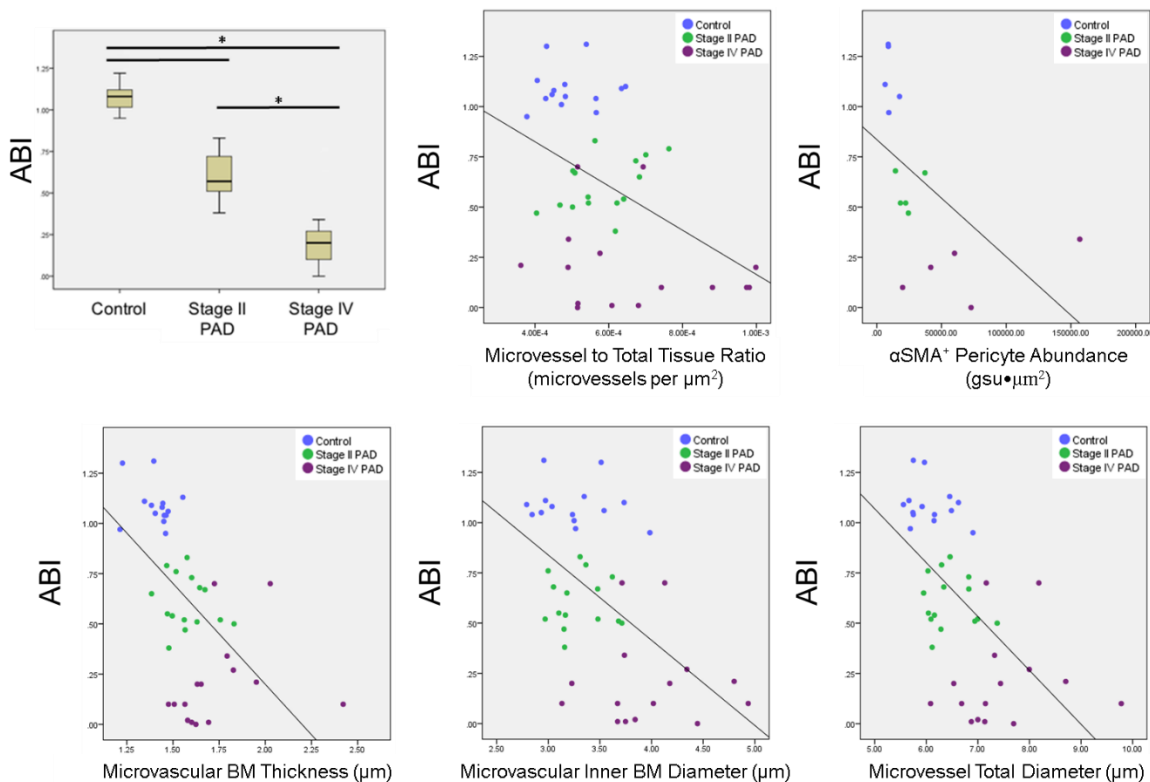 ABI
1.25
1.00
.75
.50
.25
.00
*
*
Control
Stage II
PAD
Stage IV
PAD
ABI
1.25
1.00
.75
.50
.25
.00
Control
Stage II PAD
Stage IV PAD
4.00E-4
6.00E-4
8.00E-4
1.00E-3
Microvessel to Total Tissue Ratio
(microvessels per μm²)
ABI
1.25
1.00
.75
.50
.25
.00
Control
Stage II PAD
Stage IV PAD
.00
50000.00
100000.00
150000.00
200000.00
αSMA⁺ Pericyte Abundance
(gsu•μm²)
ABI
1.25
1.00
.75
.50
.25
.00
Control
Stage II PAD
Stage IV PAD
1.25
1.50
1.75
2.00
2.25
2.50
Microvascular BM Thickness (μm)
ABI
1.25
1.00
.75
.50
.25
.00
Control
Stage II PAD
Stage IV PAD
2.50
3.00
3.50
4.00
4.50
5.00
Microvascular Inner BM Diameter (μm)
ABI
1.25
1.00
.75
.50
.25
.00
Control
Stage II PAD
Stage IV PAD
5.00
6.00
7.00
8.00
9.00
10.00
Microvessel Total Diameter (μm)